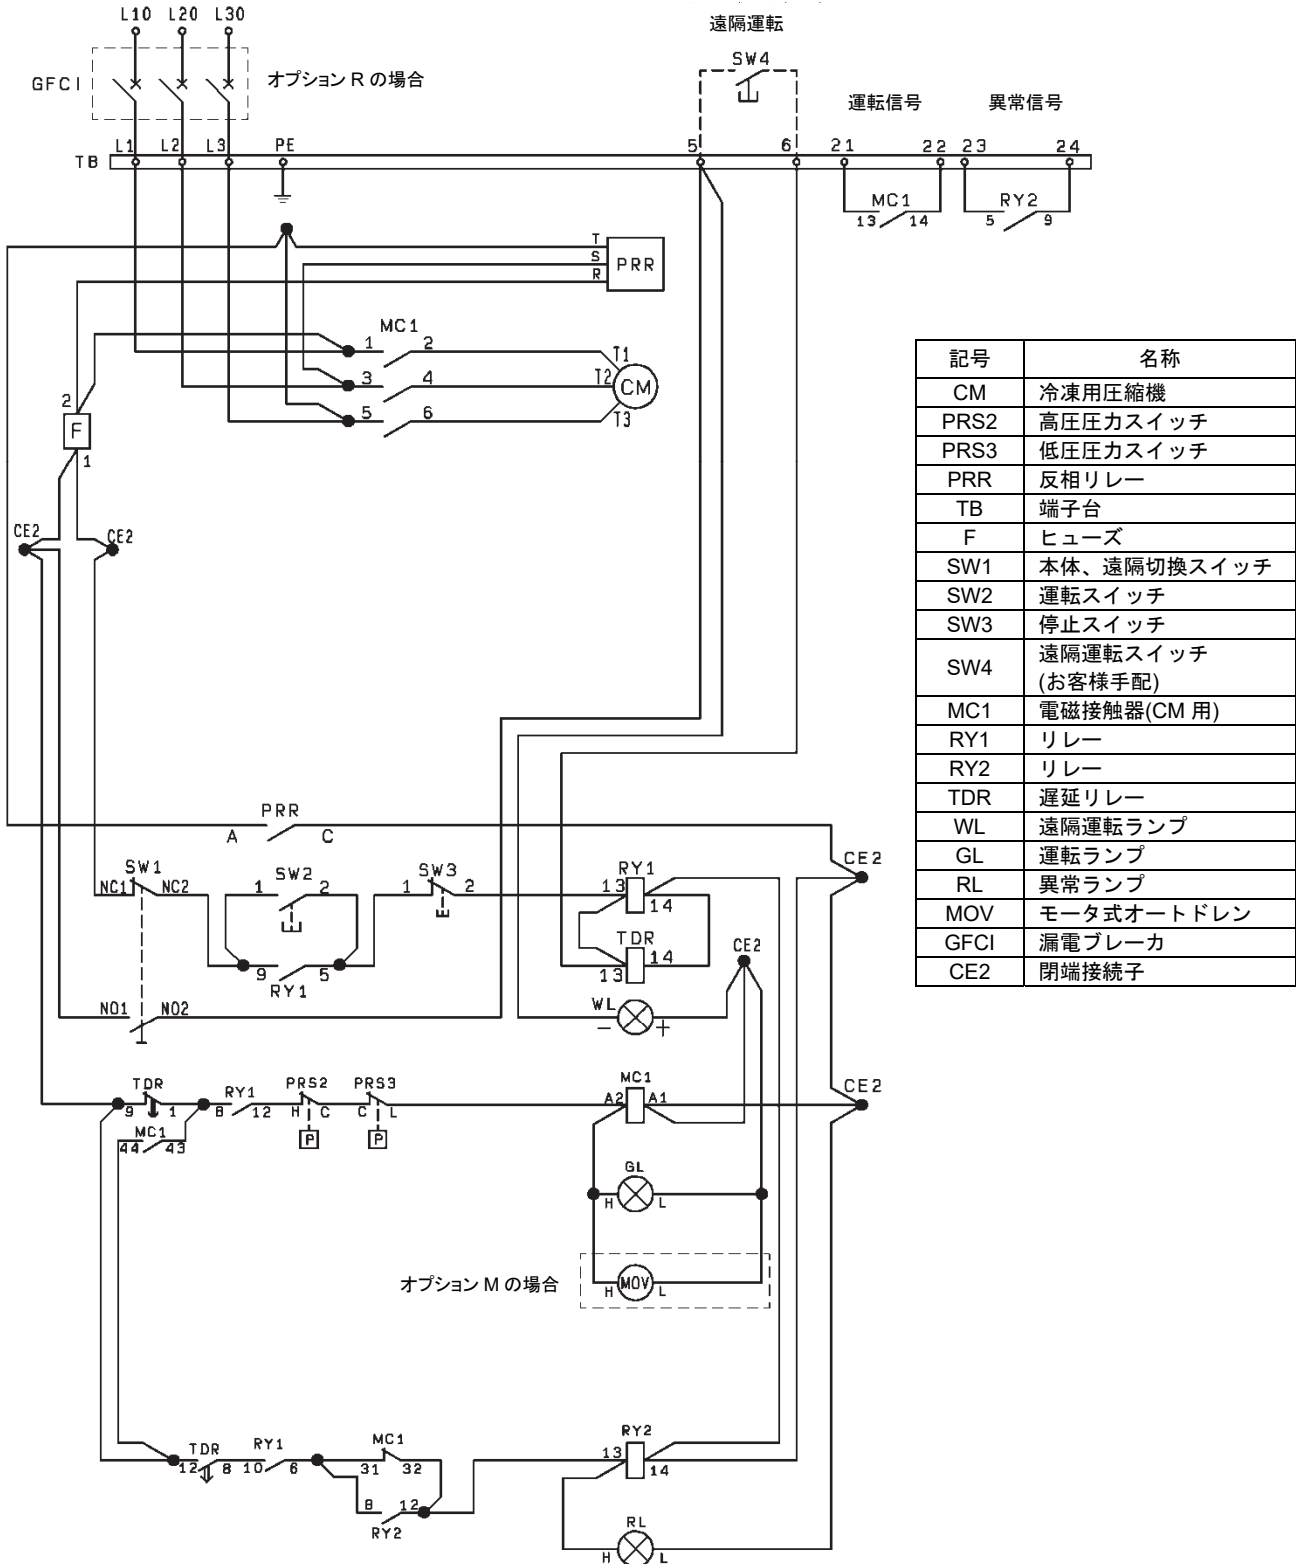 L10 L20 L30
遠隔運転
SW4
GFCI
オプション R の場合
運転信号 異常信号
TB
L1 L2 L3 PE 5 6 21 22 23 24
MC1
13 14
RY2
5 9
T
S
R
PRR
MC1
1 2
3 4
5 6
T1
T2
T3
CM
2
F
1
CE2 CE2
PRR
A C
CE2
SW1
NC1 NC2
SW2
1 2
SW3
1 2
RY1
13
14
TDR
14
13
CE2
9 5
RY1
NO1 NO2
WL
− +
TDR
9 1
RY1
8 12
PRS2
H C
P
PRS3
C L
P
MC1
A2 A1
CE2
MC1
44 43
GL
H L
オプション M の場合
MOV
H L
TDR
12 8
RY1
10 6
MC1
31 32
RY2
13
14
8 12
RY2
RL
H L
記号 名称
CM 冷凍用圧縮機
PRS2 高圧圧力スイッチ
PRS3 低圧圧力スイッチ
PRR 反相リレー
TB 端子台
F ヒューズ
SW1 本体、遠隔切換スイッチ
SW2 運転スイッチ
SW3 停止スイッチ
SW4 遠隔運転スイッチ
(お客様手配)
MC1 電磁接触器(CM 用)
RY1 リレー
RY2 リレー
TDR 遅延リレー
WL 遠隔運転ランプ
GL 運転ランプ
RL 異常ランプ
MOV モータ式オートドレン
GFCI 漏電ブレーカ
CE2 閉端接続子